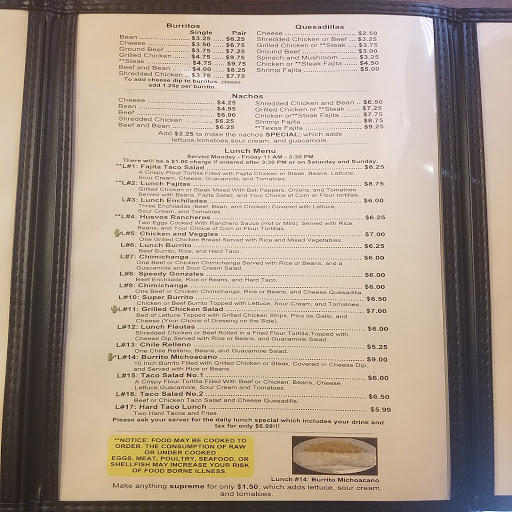 Burritos
Single Pair
Bean ........ $3.25 ..... $6.25
Cheese ........ $3.50 ..... $6.75
Ground Beef ........ $3.75 ..... $7.25
Grilled Chicken ..... $4.75 .... $9.75
**Steak ........ $4.75 .... $9.75
Beef and Bean ........ $4.00 .... $8.25
Shredded Chicken .. $3.75 .... $7.75
To add cheese dip to burritos, please
add 1.25¢ per burrito.
Quesadillas
Cheese ........ $2.50
Shredded Chicken or Beef ... $3.25
Grilled Chicken or **Steak .... $3.75
Ground Beef ........ $3.00
Spinach and Mushroom ........ $3.25
Chicken or **Steak Fajita ..... $4.50
Shrimp Fajita ........ $5.00
Nachos
Cheese ........ $4.25
Bean ........ $4.95
Beef ........ $6.00
Chicken ........ $6.25
Beef and Bean ........ $6.25
Shredded Chicken and Bean .. $6.50
Grilled Chicken or **Steak ...... $7.25
Chicken or**Steak Fajita ........ $7.75
Shrimp Fajita ........ $8.75
**Texas Fajita ........ $9.25
Add $2.25 to make the nachos SPECIAL; which adds
lettuce,tomatoes,sour cream, and guacamole.
Lunch Menu
Served Monday - Friday 11 AM - 3:30 PM
There will be a $1.00 charge if ordered after 3:30 PM or on Saturday and Sunday.
**L#1: Fajita Taco Salad ........ $8.25
A Crispy Flour Tortilla Filled with Fajita Chicken or Steak, Beans, Lettuce,
Sour Cream, Cheese, Guacamole, and Tomatoes.
**L#2: Lunch Fajitas ........ $8.75
Grilled Chicken or Steak Mixed With Bell Peppers, Onions, and Tomatoes
Served with Beans, Fajita Salad, and Your Choice of Corn or Flour tortillas.
L#3: Lunch Enchiladas ........ $6.00
Three Enchiladas (Beef, Bean, and Chicken) Covered with Lettuce,
Sour Cream, and Tomatoes.
**L#4: Huevos Rancheros ........ $6.25
Two Eggs Cooked With Ranchero Sauce (Hot or Mild). Served with Rice,
Beans, and Your Choice of Corn or Flour Tortillas.
L#5: Chicken and Veggies ........ $7.00
One Grilled Chicken Breast Served with Rice and Mixed Vegetables.
L#6: Lunch Burrito ........ $6.25
Beef Burrito, Rice, and Hard Taco.
L#7: Chimichanga ........ $6.00
One Beef or Chicken Chimichanga Served with Rice or Beans, and a
Guacamole and Sour Cream Salad.
L#8: Speedy Gonzales ........ $6.00
Beef Enchilada, Rice or Beans, and Hard Taco.
L#9: Chimichanga ........ $6.00
One Beef or Chicken Chimichanga, Rice or Beans, and Cheese Quesadilla.
L#10: Super Burrito ........ $6.50
Chicken or Beef Burrito Topped with Lettuce, Sour Cream, and Tomatoes.
L#11: Grilled Chicken Salad ........ $7.00
Bed of Lettuce Topped with Grilled Chicken Strips, Pico de Gallo, and
Cheese (Your Choice of Dressing on the Side).
L#12: Lunch Flautas ........ $6.00
Shredded Chicken or Beef Rolled in a Fried Flour Tortilla,Topped with
Cheese Dip,Served with Rice or Beans, and Guacamole Salad.
L#13: Chile Relleno ........ $5.25
One Chile Relleno, Beans, and Guacamole Salad.
*L#14: Burrito Michoacano ........ $9.00
10 Inch Burrito Filled with Grilled Chicken or Steak, Covered in Cheese Dip,
and Served with Rice or Beans.
L#15: Taco Salad No.1 ........ $6.00
A Crispy Flour Tortilla Filled With Beef or Chicken, Beans, Cheese,
Lettuce,Guacamole, Sour Cream and Tomatoes.
L#16: Taco Salad No.2 ........ $6.50
Beef or Chicken Taco Salad and Cheese Quesadilla.
L#17: Hard Taco Lunch ........ $5.99
Two Hard Tacos and Fries.
Please ask your server for the daily lunch special which includes your drink and
tax for only $6.99!!!
**NOTICE: FOOD MAY BE COOKED TO
ORDER. THE CONSUMPTION OF RAW
OR UNDER COOKED
EGGS, MEAT, POULTRY, SEAFOOD, OR
SHELLFISH MAY INCREASE YOUR RISK
OF FOOD BORNE ILLNESS.
Lunch #14: Burrito Michoacano
Make anything supreme for only $1.50; which adds lettuce, sour cream,
and tomatoes.